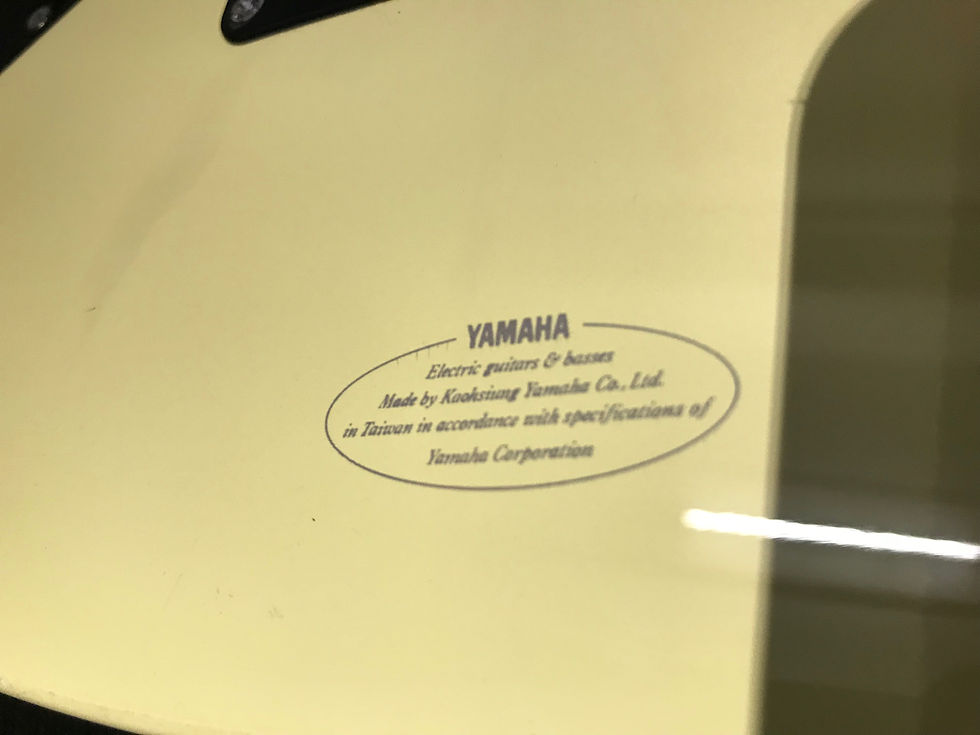 YAMAHA
Electric guitars & basses
Made by Kaohsiung Yamaha Co., Ltd.
in Taiwan in accordance with specifications of
Yamaha Corporation